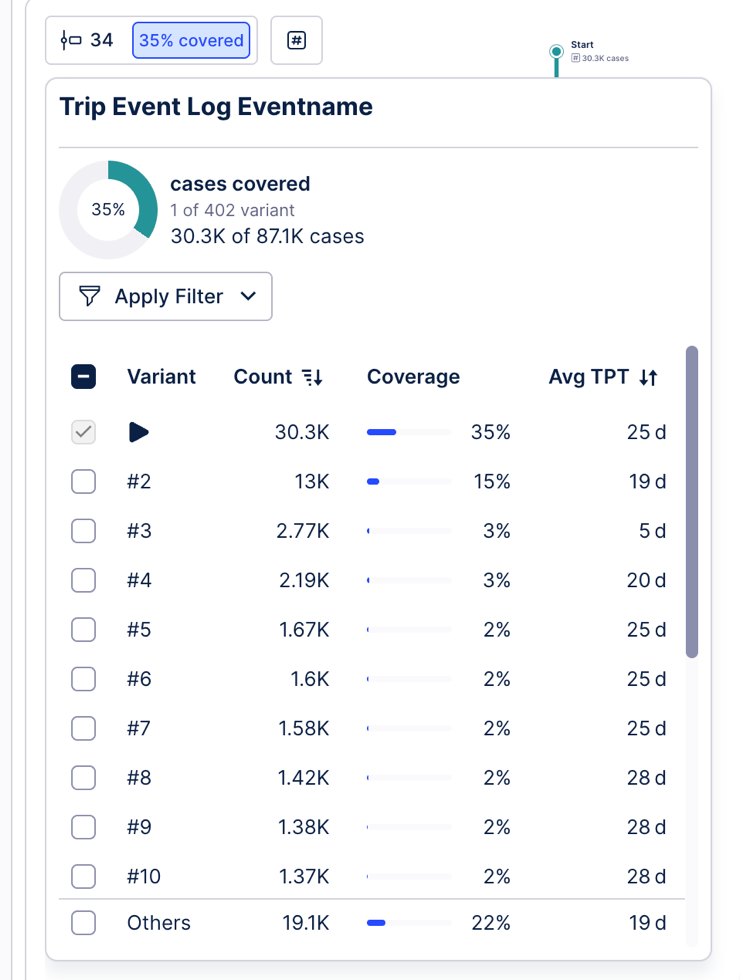 34 35% covered #
Start
# 30.3K cases
Trip Event Log Eventname
35%
cases covered
1 of 402 variant
30.3K of 87.1K cases
Apply Filter
Variant Count Coverage Avg TPT
30.3K 35% 25 d
#2 13K 15% 19 d
#3 2.77K 3% 5 d
#4 2.19K 3% 20 d
#5 1.67K 2% 25 d
#6 1.6K 2% 25 d
#7 1.58K 2% 25 d
#8 1.42K 2% 28 d
#9 1.38K 2% 28 d
#10 1.37K 2% 28 d
Others 19.1K 22% 19 d